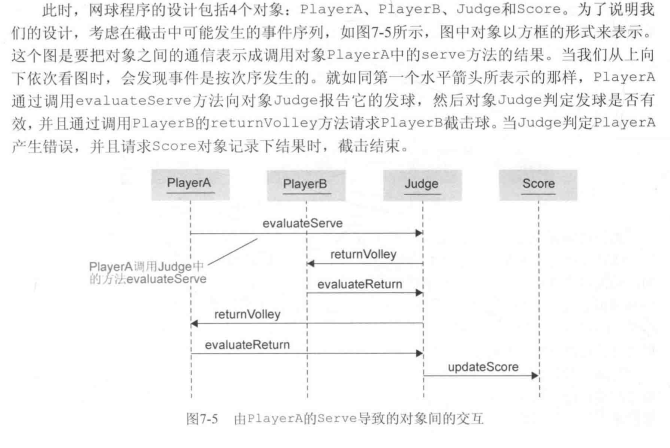 此时，网球程序的设计包括4个对象：PlayerA、PlayerB、Judge和Score。为了说明我
们的设计，考虑在截击中可能发生的事件序列，如图7-5所示，图中对象以方框的形式来表示。
这个图是要把对象之间的通信表示成调用对象PlayerA中的serve方法的结果。当我们从上向
下依次看图时，会发现事件是按次序发生的。就如同第一个水平箭头所表示的那样，PlayerA
通过调用evaluateServe方法向对象Judge报告它的发球，然后对象Judge判定发球是否有
效，并且通过调用PlayerB的returnVolley方法请求PlayerB截击球。当Judge判定PlayerA
产生错误，并且请求Score对象记录下结果时，截击结束。
PlayerA PlayerB Judge Score
evaluateServe
returnVolley
PlayerA调用Judge中
的方法evaluateServe
evaluateReturn
returnVolley
evaluateReturn
updateScore
图7-5 由PlayerA的Serve导致的对象间的交互